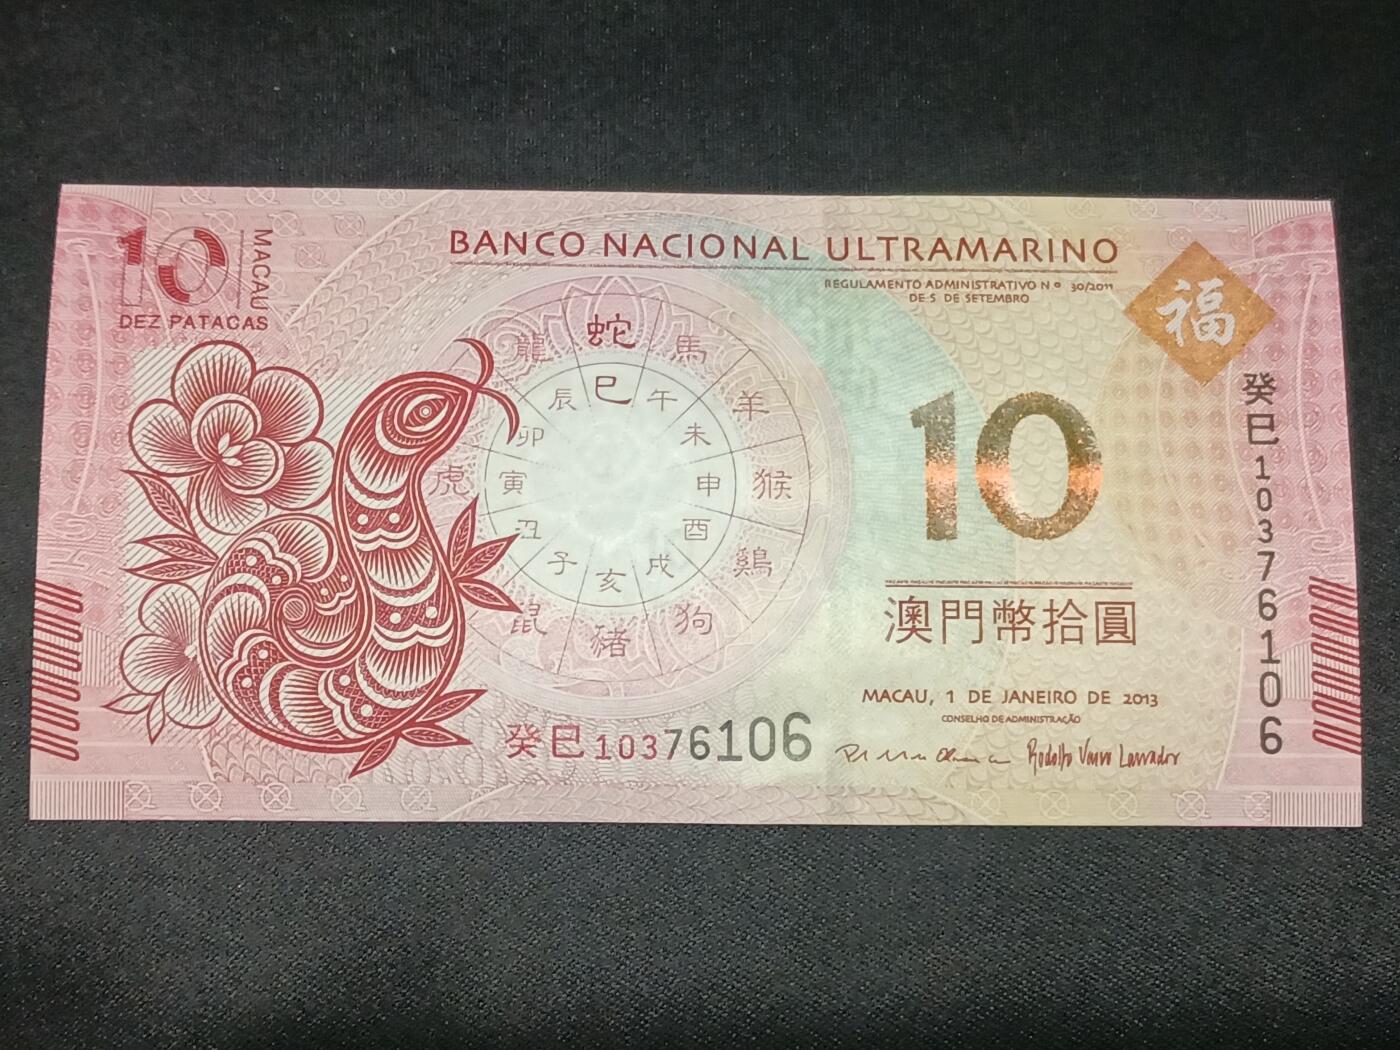 10
MACAU
DEZ PATACAS
BANCO NACIONAL ULTRAMARINO
REGULAMENTO ADMINISTRATIVO Nº 30/2011
DE 5 DE SETEMBRO
福
龍 蛇 馬 羊 猴 鷄 狗 豬 鼠 虎
辰 巳 午 未 申 酉 戌 亥 子 丑 寅 卯
10
澳門幣拾圓
MACAU, 1 DE JANEIRO DE 2013
CONSELHO DE ADMINISTRAÇÃO
Rodolfo Vavro Lavrador
癸巳10376106
癸巳10376106